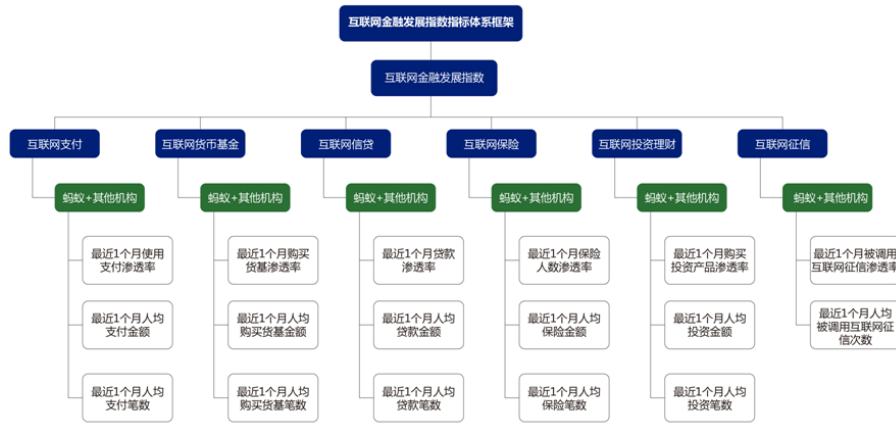 互联网金融发展指数指标体系框架
互联网金融发展指数
互联网支付
互联网货币基金
互联网信贷
互联网保险
互联网投资理财
互联网征信
蚂蚁+其他机构
蚂蚁+其他机构
蚂蚁+其他机构
蚂蚁+其他机构
蚂蚁+其他机构
蚂蚁+其他机构
最近1个月使用
支付渗透率
最近1个月购买
货基渗透率
最近1个月贷款
渗透率
最近1个月保险
人数渗透率
最近1个月购买
投资产品渗透率
最近1个月被调用
互联网征信渗透率
最近1个月人均
支付金额
最近1个月人均
购买货基金额
最近1个月人均
贷款金额
最近1个月人均
保险金额
最近1个月人均
投资金额
最近1个月人均
被调用互联网征
信次数
最近1个月人均
支付笔数
最近1个月人均
购买货基笔数
最近1个月人均
贷款笔数
最近1个月人均
保险笔数
最近1个月人均
投资笔数